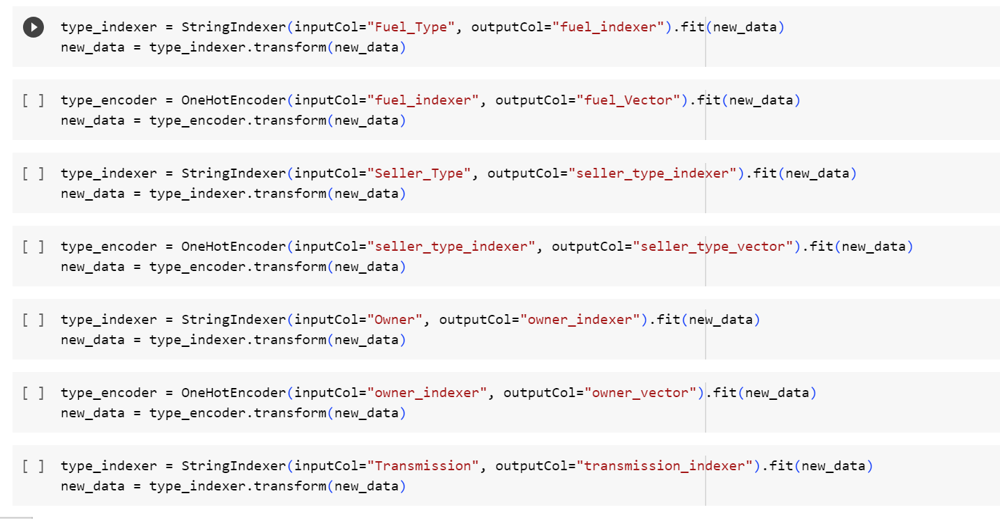 type_indexer = StringIndexer(inputCol="Fuel_Type", outputCol="fuel_indexer").fit(new_data)
new_data = type_indexer.transform(new_data)
[ ] type_encoder = OneHotEncoder(inputCol="fuel_indexer", outputCol="fuel_Vector").fit(new_data)
new_data = type_encoder.transform(new_data)
[ ] type_indexer = StringIndexer(inputCol="Seller_Type", outputCol="seller_type_indexer").fit(new_data)
new_data = type_indexer.transform(new_data)
[ ] type_encoder = OneHotEncoder(inputCol="seller_type_indexer", outputCol="seller_type_vector").fit(new_data)
new_data = type_encoder.transform(new_data)
[ ] type_indexer = StringIndexer(inputCol="Owner", outputCol="owner_indexer").fit(new_data)
new_data = type_indexer.transform(new_data)
[ ] type_encoder = OneHotEncoder(inputCol="owner_indexer", outputCol="owner_vector").fit(new_data)
new_data = type_encoder.transform(new_data)
[ ] type_indexer = StringIndexer(inputCol="Transmission", outputCol="transmission_indexer").fit(new_data)
new_data = type_indexer.transform(new_data)